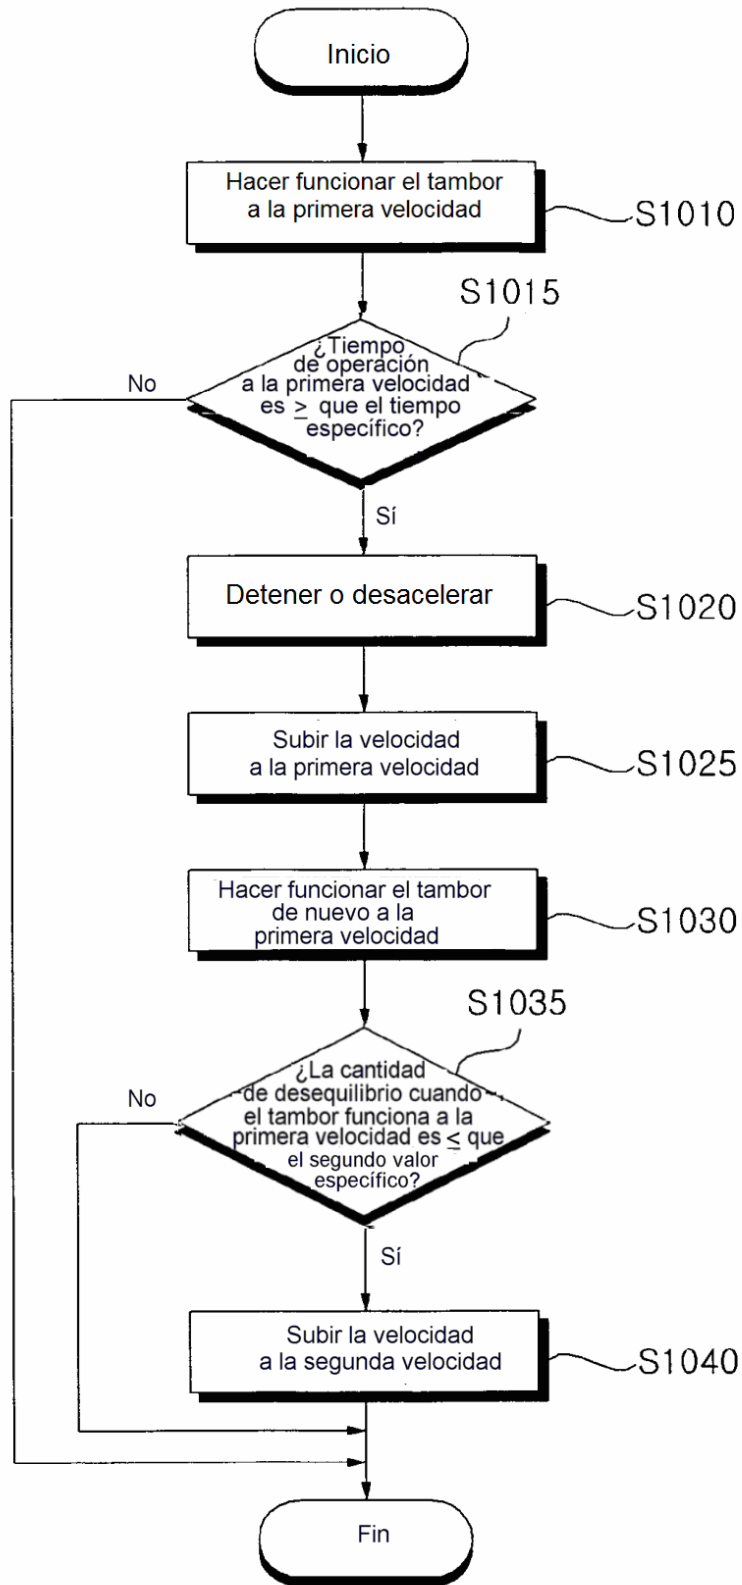 Inicio
Hacer funcionar el tambor
a la primera velocidad
S1010
S1015
¿Tiempo
de operación
a la primera velocidad
es ≥ que el tiempo
específico?
No
Sí
Detener o desacelerar
S1020
Subir la velocidad
a la primera velocidad
S1025
Hacer funcionar el tambor
de nuevo a la
primera velocidad
S1030
S1035
¿La cantidad
de desequilibrio cuando
el tambor funciona a la
primera velocidad es ≤ que
el segundo valor
específico?
No
Sí
Subir la velocidad
a la segunda velocidad
S1040
Fin